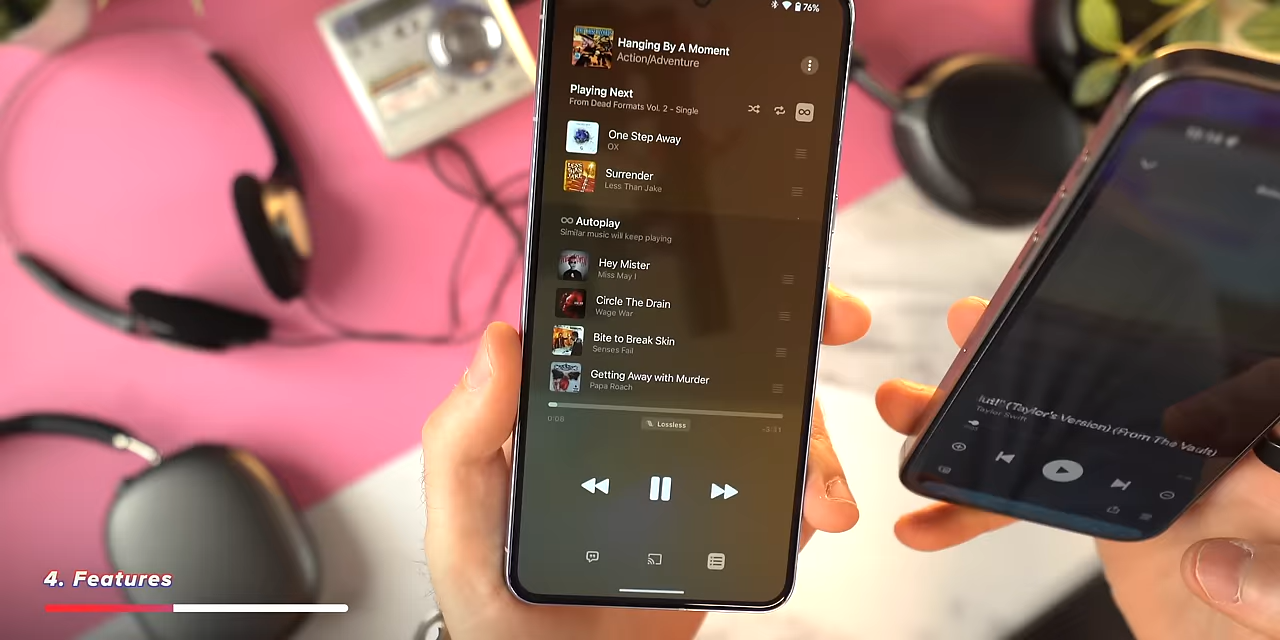 76%
Hanging By A Moment
Action/Adventure
Playing Next
From Dead Formats Vol. 2 - Single
One Step Away
OX
Surrender
Less Than Jake
Autoplay
Similar music will keep playing
Hey Mister
Miss May I
Circle The Drain
Wage War
Bite to Break Skin
Senses Fail
Getting Away with Murder
Papa Roach
0:08
Lossless
-3:31
lut!" (Taylor's Version) (From The Vault)
Taylor Swift
4. Features